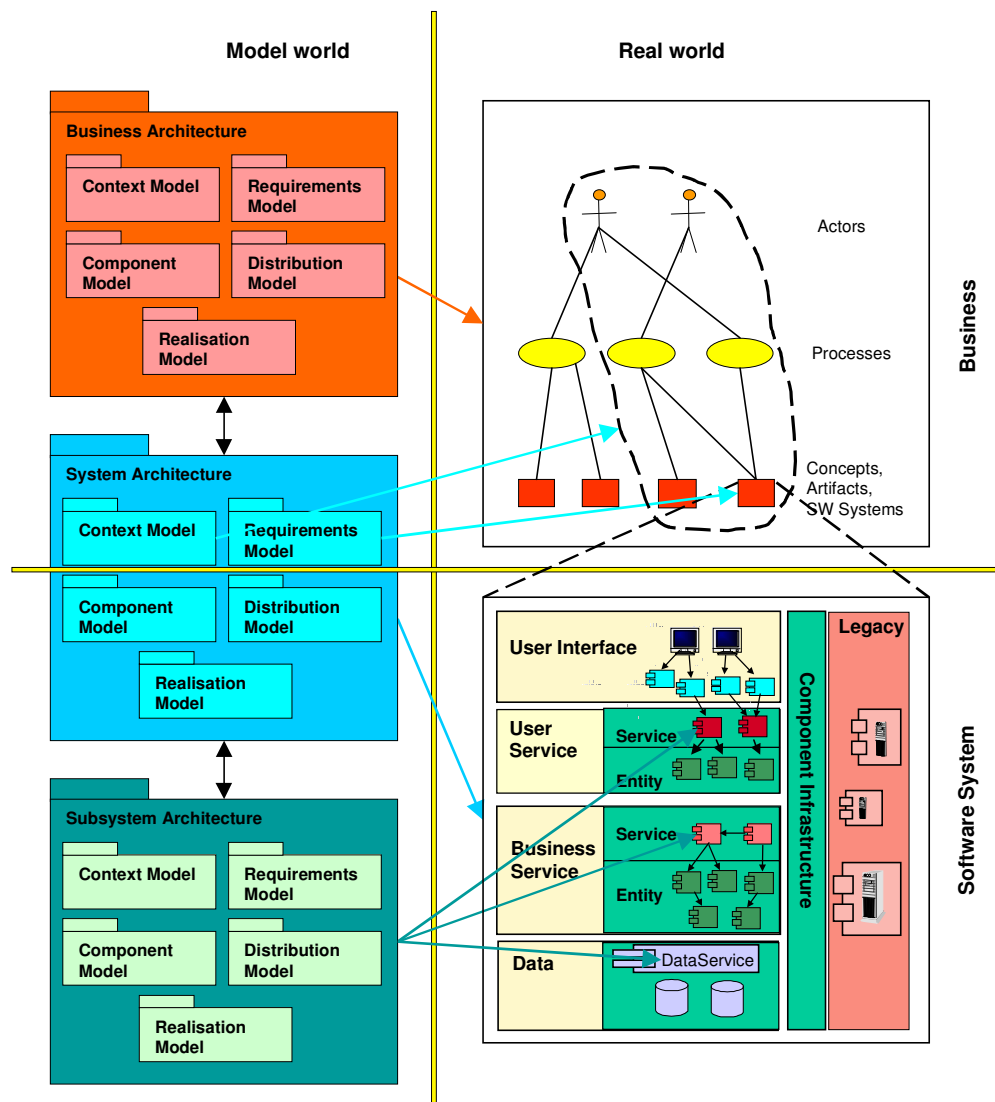 Model world
Real world
Business Architecture
Context Model
Requirements
Model
Component
Model
Distribution
Model
Realisation
Model
Actors
Processes
Concepts,
Artifacts,
SW Systems
Business
System Architecture
Context Model
Requirements
Model
Component
Model
Distribution
Model
Realisation
Model
Subsystem Architecture
Context Model
Requirements
Model
Component
Model
Distribution
Model
Realisation
Model
User Interface
User
Service
Service
Entity
Business
Service
Service
Entity
Data
DataService
Component Infrastructure
Legacy
Software System